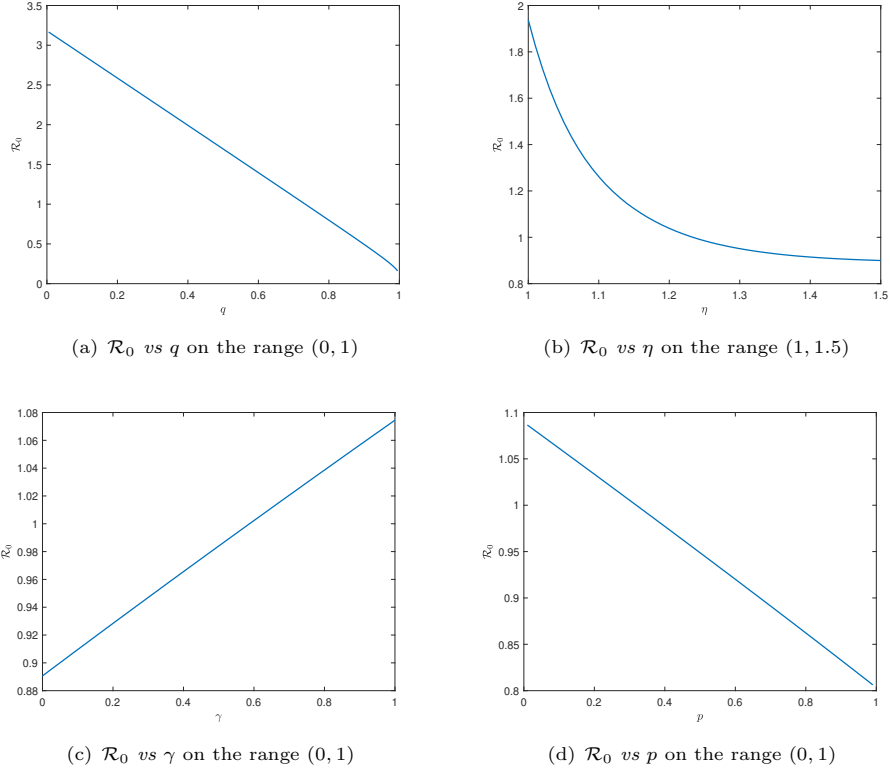 3.5
3
2.5
2
1.5
1
0.5
0
0 0.2 0.4 0.6 0.8 1
ℛ₀
q
2
1.8
1.6
1.4
1.2
1
0.8
1 1.1 1.2 1.3 1.4 1.5
ℛ₀
η
(a) ℛ₀ vs q on the range (0, 1)
(b) ℛ₀ vs η on the range (1, 1.5)
1.08
1.06
1.04
1.02
1
0.98
0.96
0.94
0.92
0.9
0.88
0 0.2 0.4 0.6 0.8 1
ℛ₀
γ
1.1
1.05
1
0.95
0.9
0.85
0.8
0 0.2 0.4 0.6 0.8 1
ℛ₀
p
(c) ℛ₀ vs γ on the range (0, 1)
(d) ℛ₀ vs p on the range (0, 1)